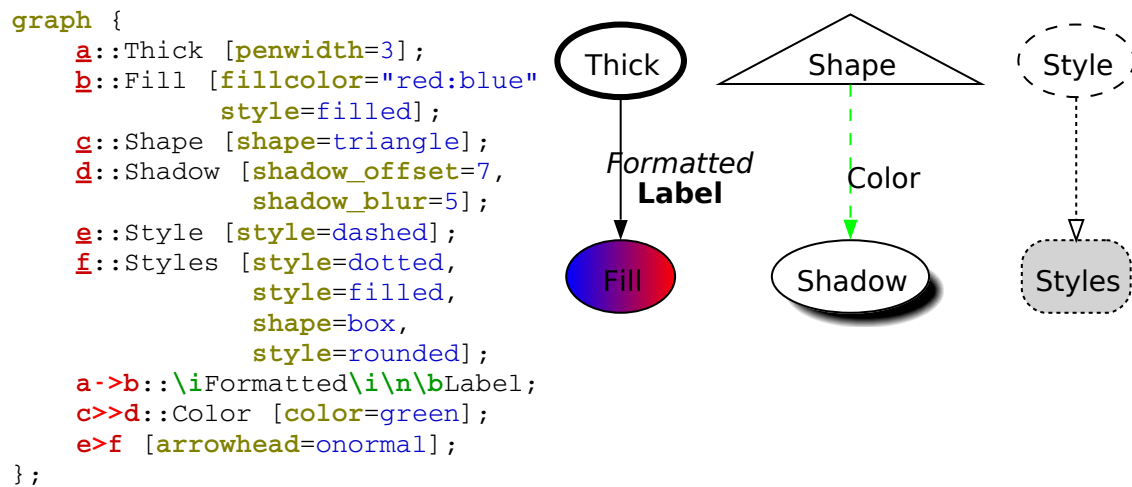 graph {
    a::Thick [penwidth=3];
    b::Fill [fillcolor="red:blue"
             style=filled];
    c::Shape [shape=triangle];
    d::Shadow [shadow_offset=7,
               shadow_blur=5];
    e::Style [style=dashed];
    f::Styles [style=dotted,
               style=filled,
               shape=box,
               style=rounded];
    a->b::\iFormatted\i\n\bLabel;
    c>>d::Color [color=green];
    e>f [arrowhead=onormal];
};
Thick
Shape
Style
Formatted
Label
Color
Fill
Shadow
Styles